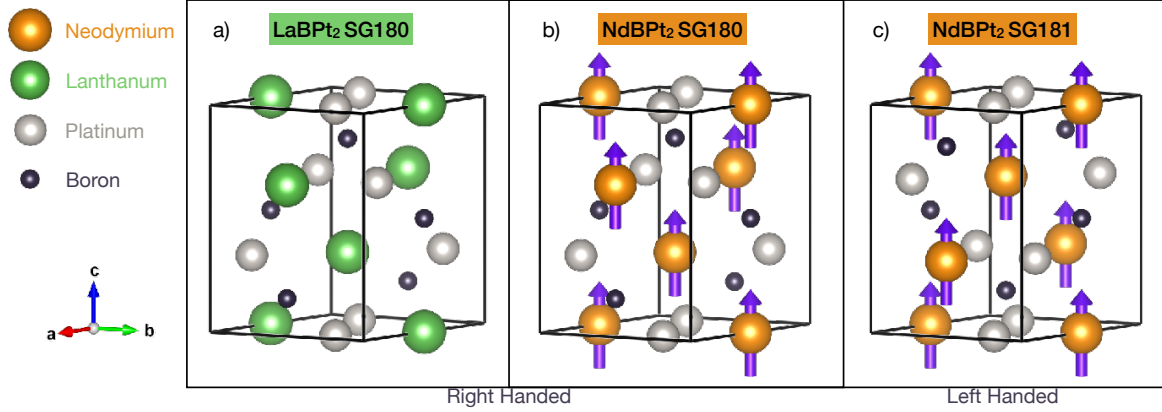 Neodymium
Lanthanum
Platinum
Boron
c
a
b
a) LaBPt₂ SG180
b) NdBPt₂ SG180
c) NdBPt₂ SG181
Right Handed
Left Handed